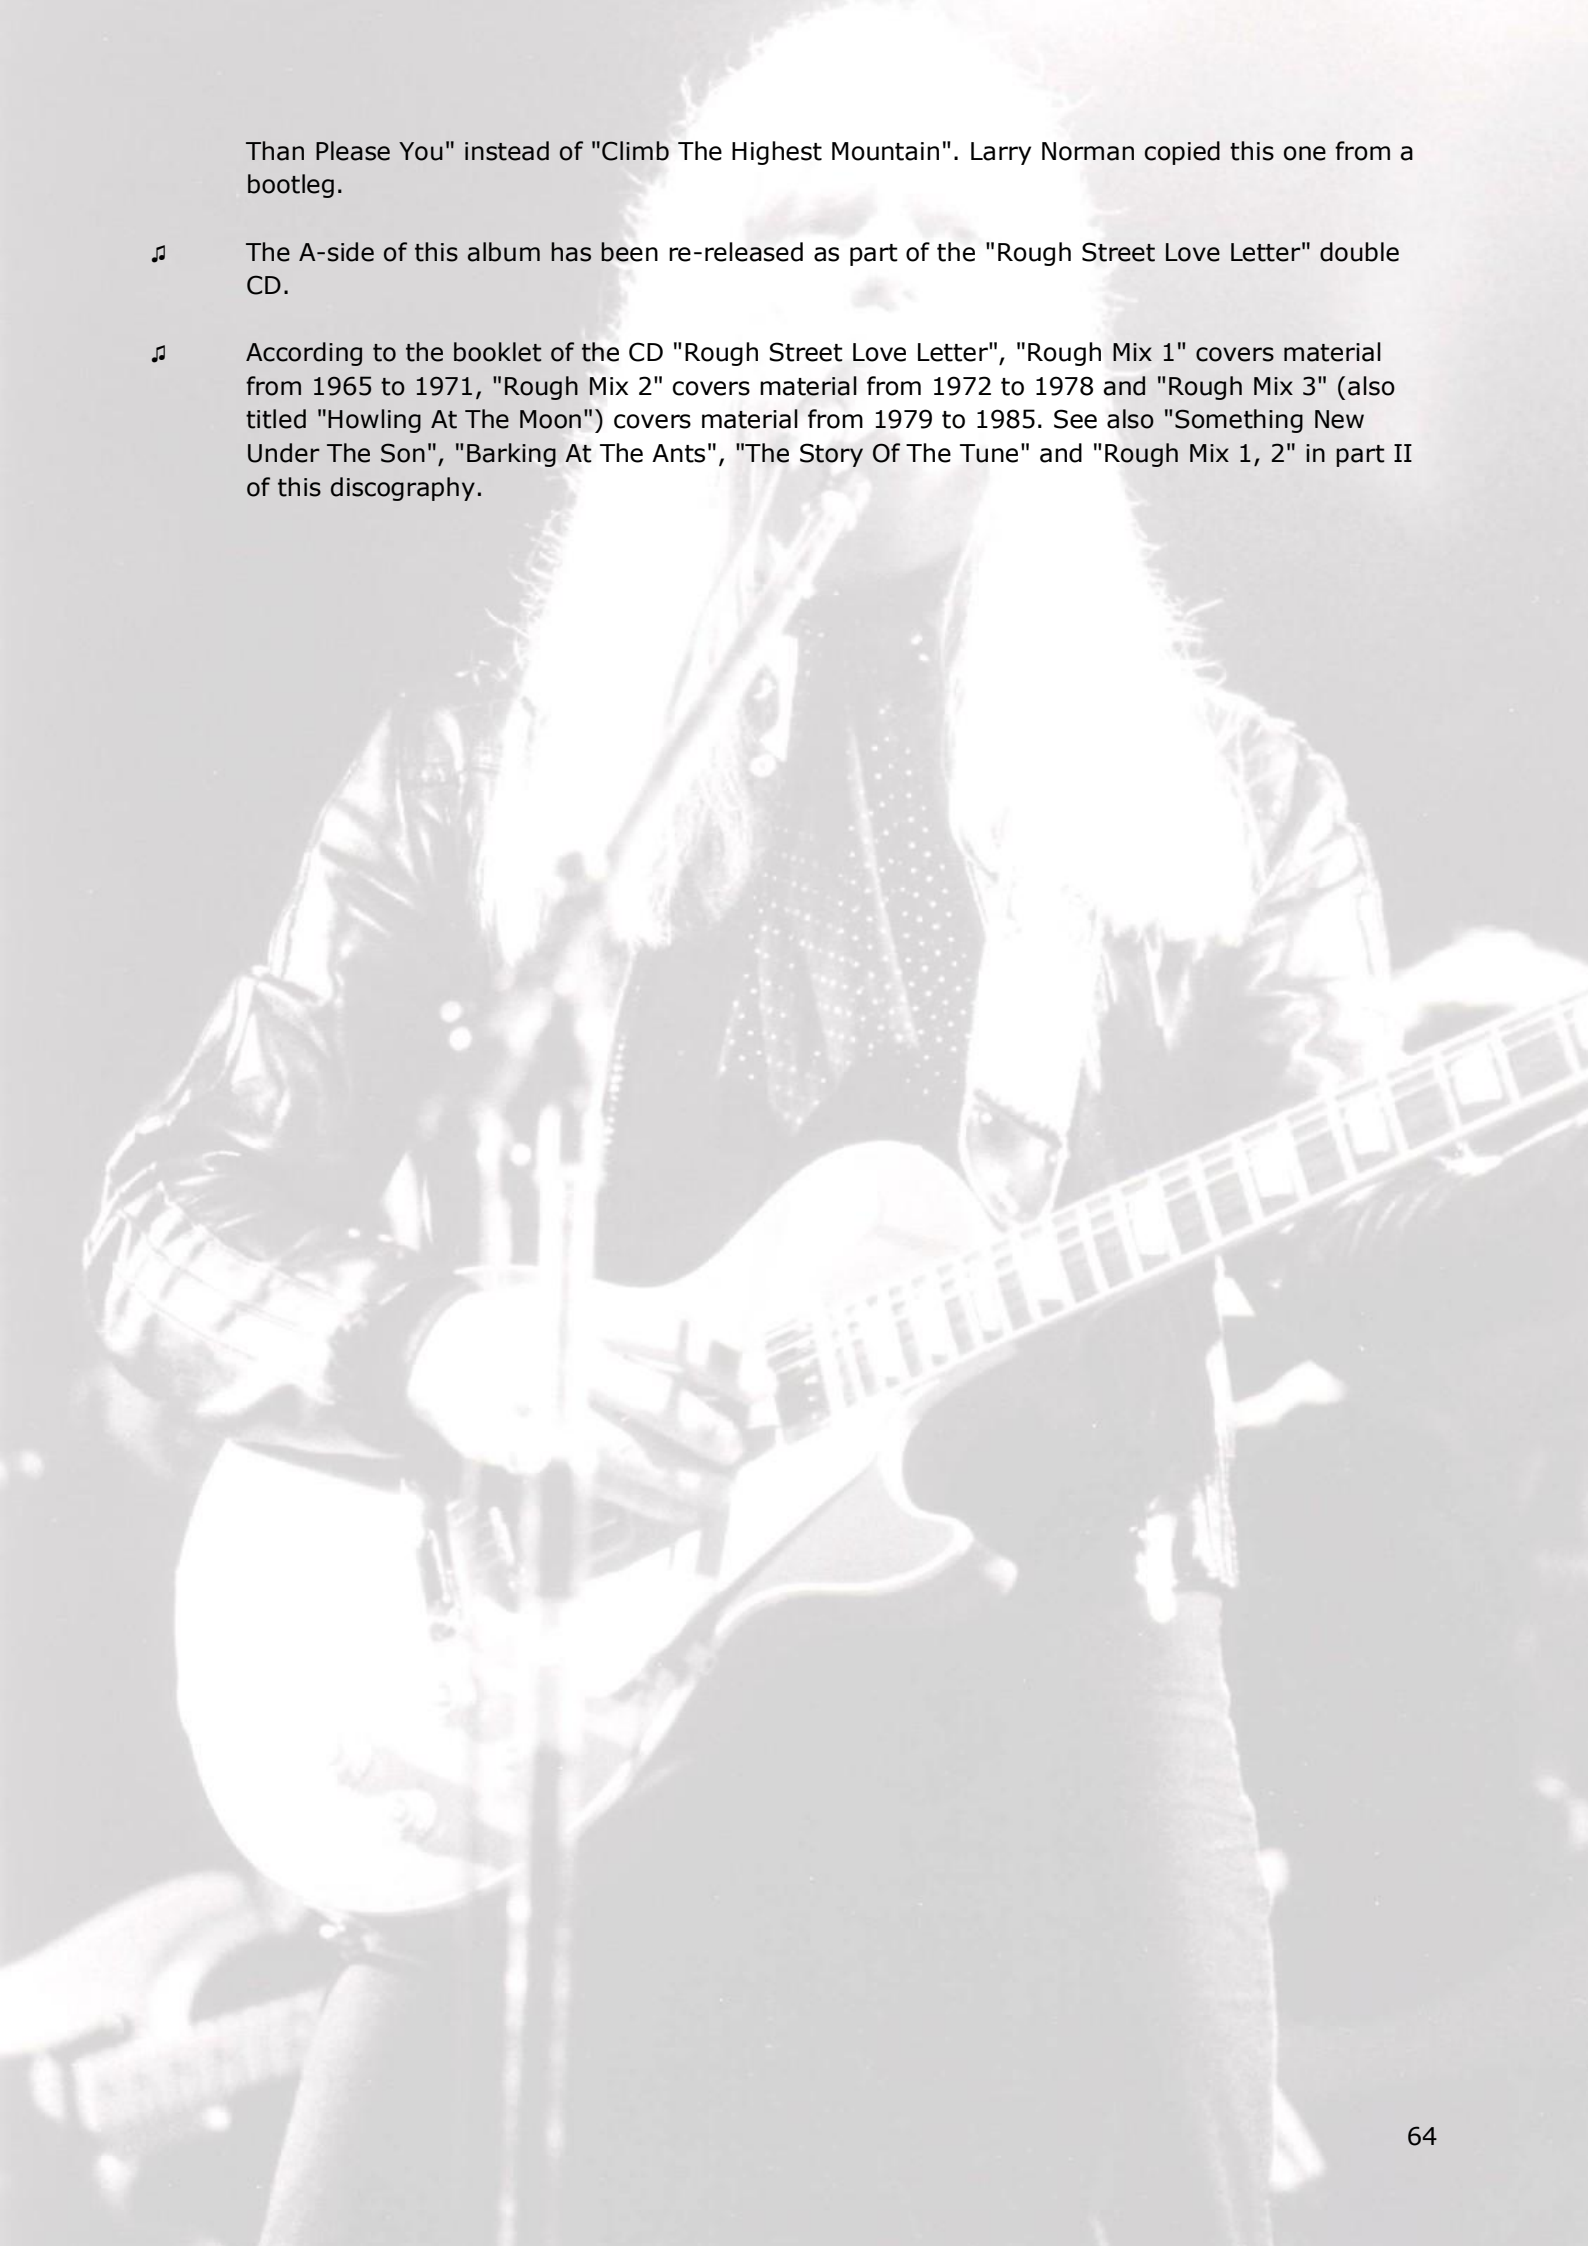 Than Please You" instead of "Climb The Highest Mountain". Larry Norman copied this one from a
bootleg.
♫ The A-side of this album has been re-released as part of the "Rough Street Love Letter" double
CD.
♫ According to the booklet of the CD "Rough Street Love Letter", "Rough Mix 1" covers material
from 1965 to 1971, "Rough Mix 2" covers material from 1972 to 1978 and "Rough Mix 3" (also
titled "Howling At The Moon") covers material from 1979 to 1985. See also "Something New
Under The Son", "Barking At The Ants", "The Story Of The Tune" and "Rough Mix 1, 2" in part II
of this discography.
64